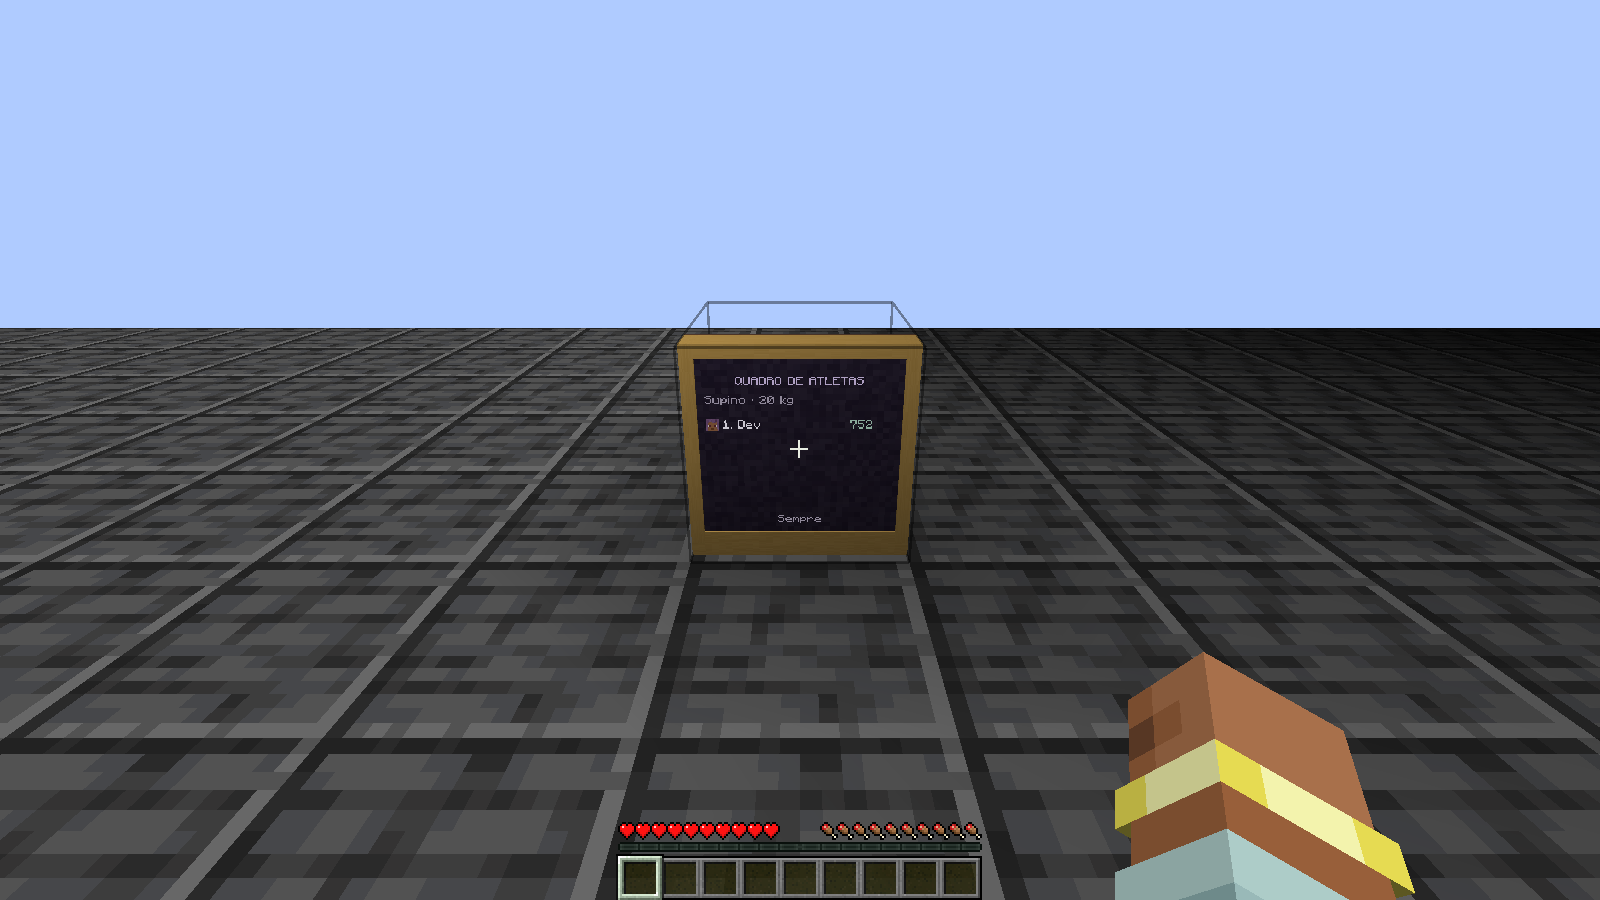 QUADRO DE ATLETAS
Supino · 20 kg
1. Dev 752
Sempre